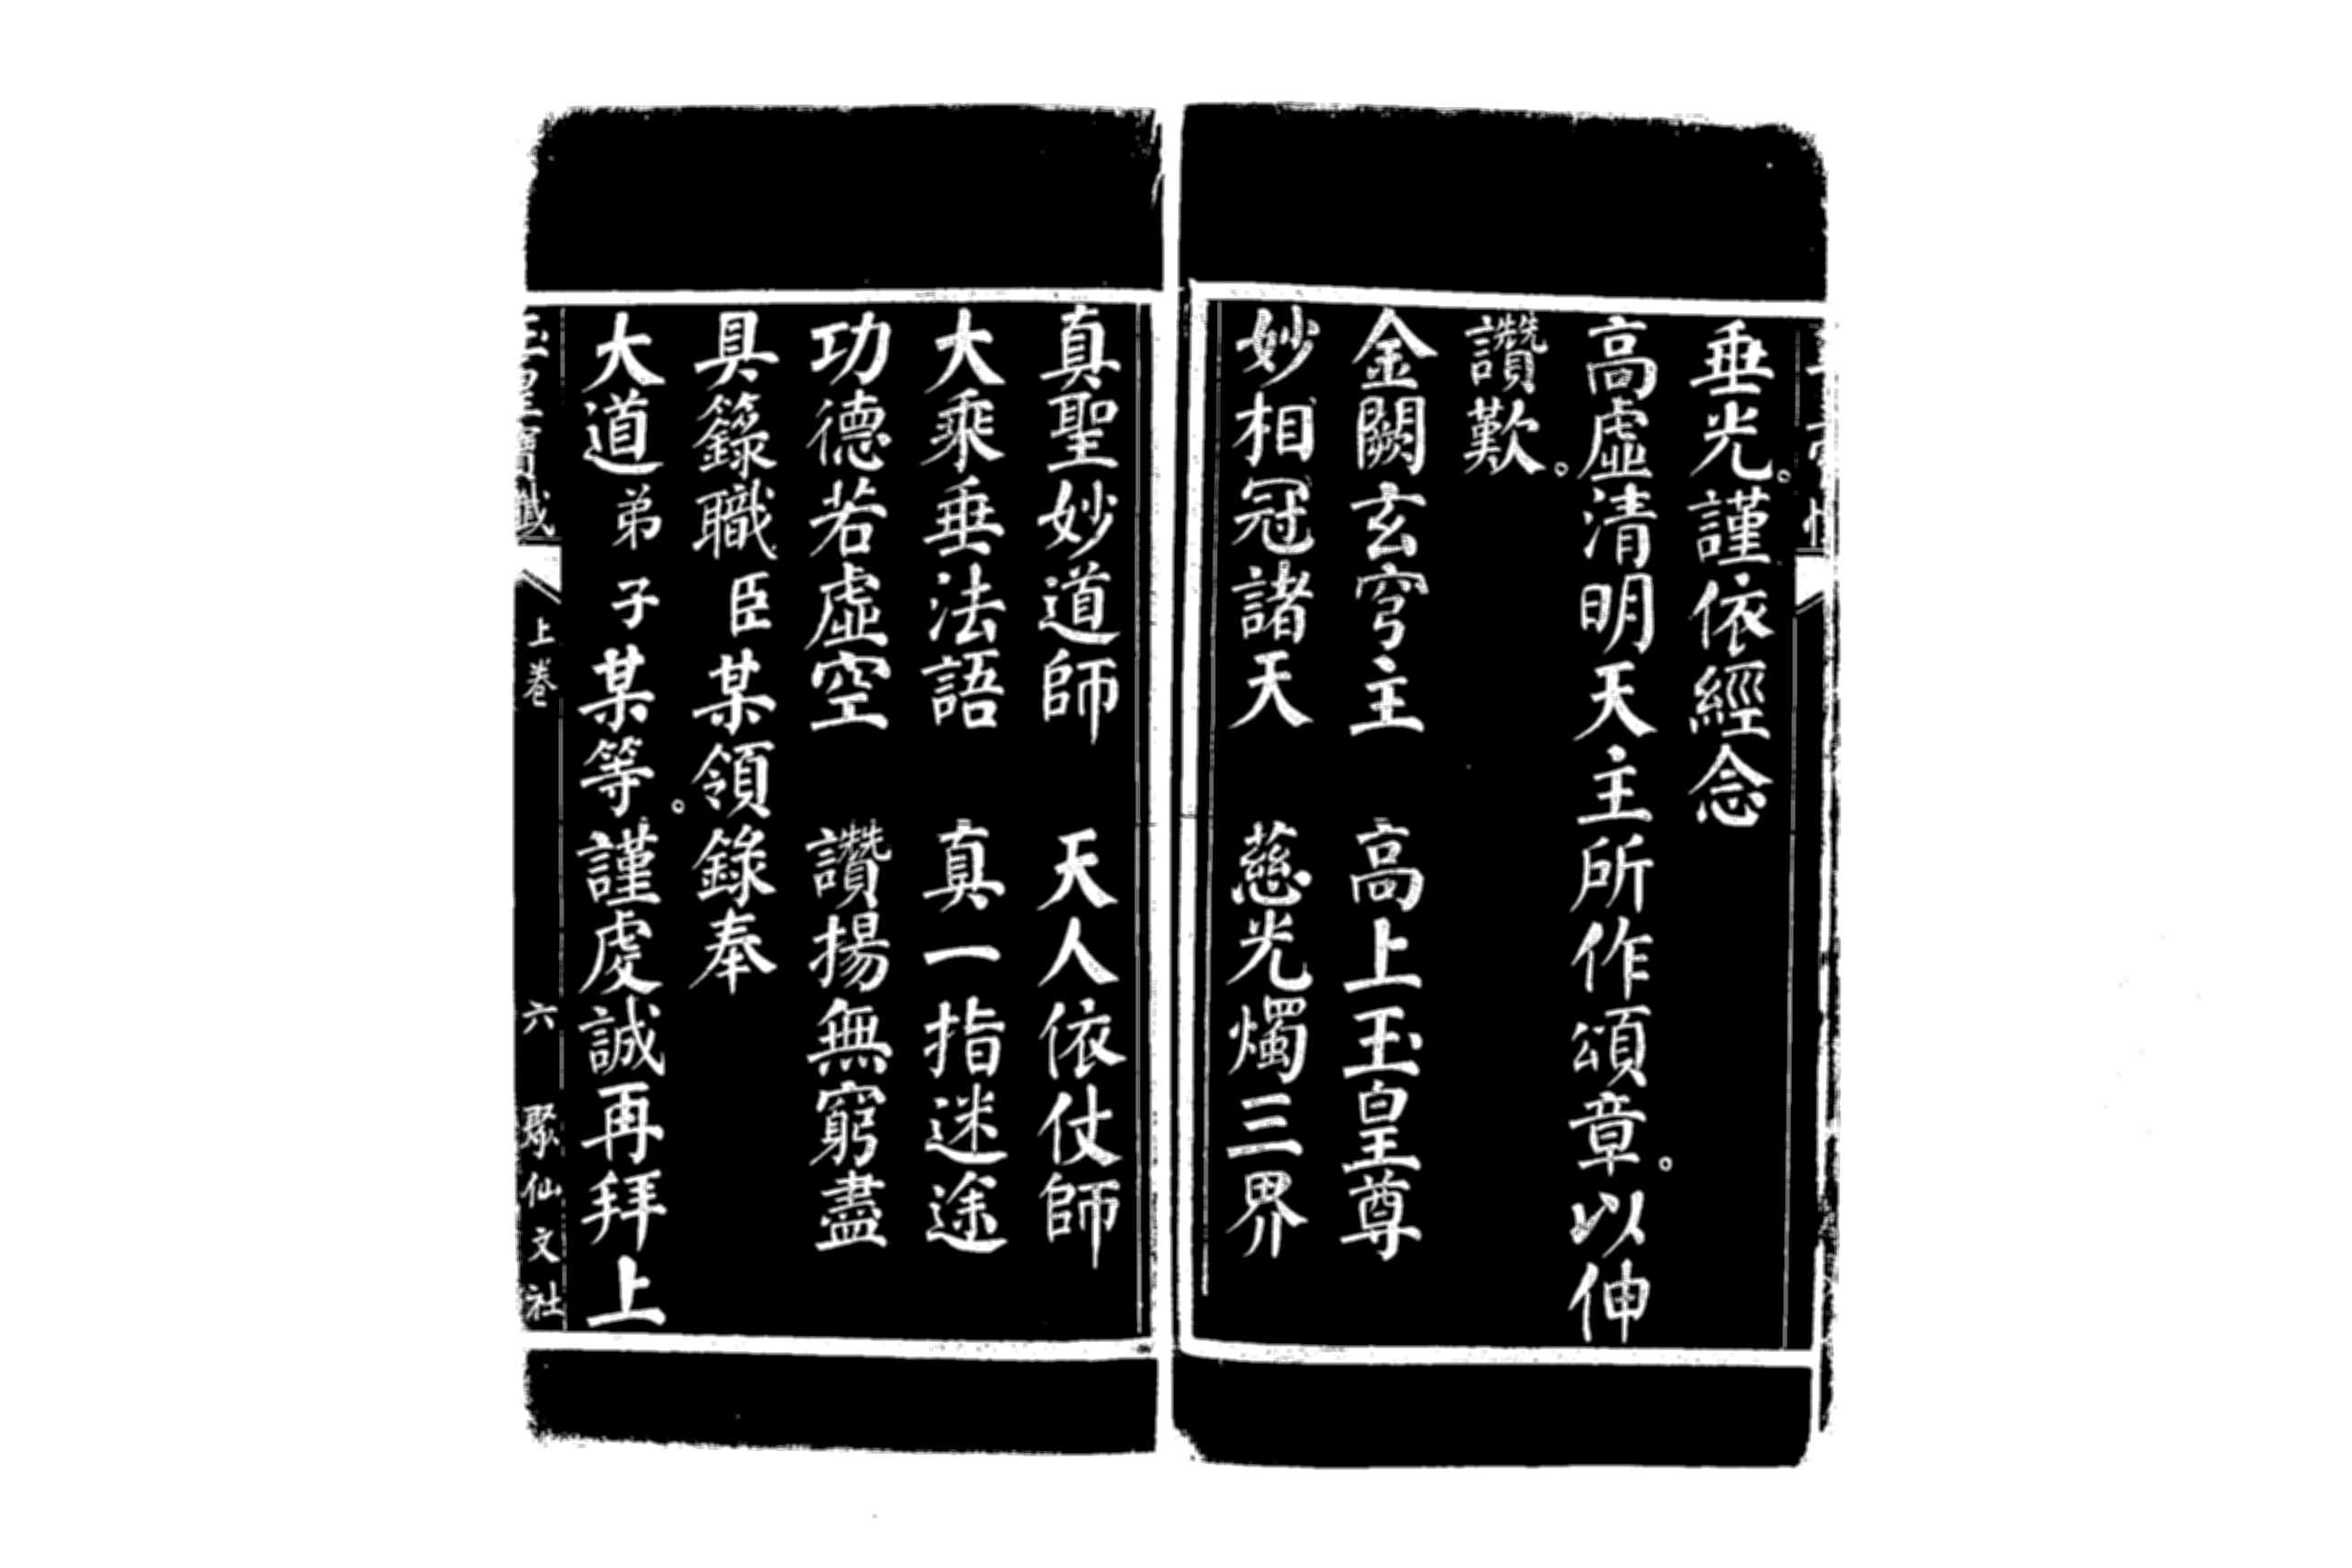 垂光。謹依經念
高虛清明天主所作頌章。以伸
讚歎。
金闕玄穹主　高上玉皇尊
妙相冠諸天　慈光燭三界
真聖妙道師　天人依仗師
大乘垂法語　真一指迷途
功德若虛空　讚揚無窮盡
具籙職臣某領錄奉
大道弟子某等。謹虔誠再拜上
玉皇寶懺　上卷　六　聚仙文社